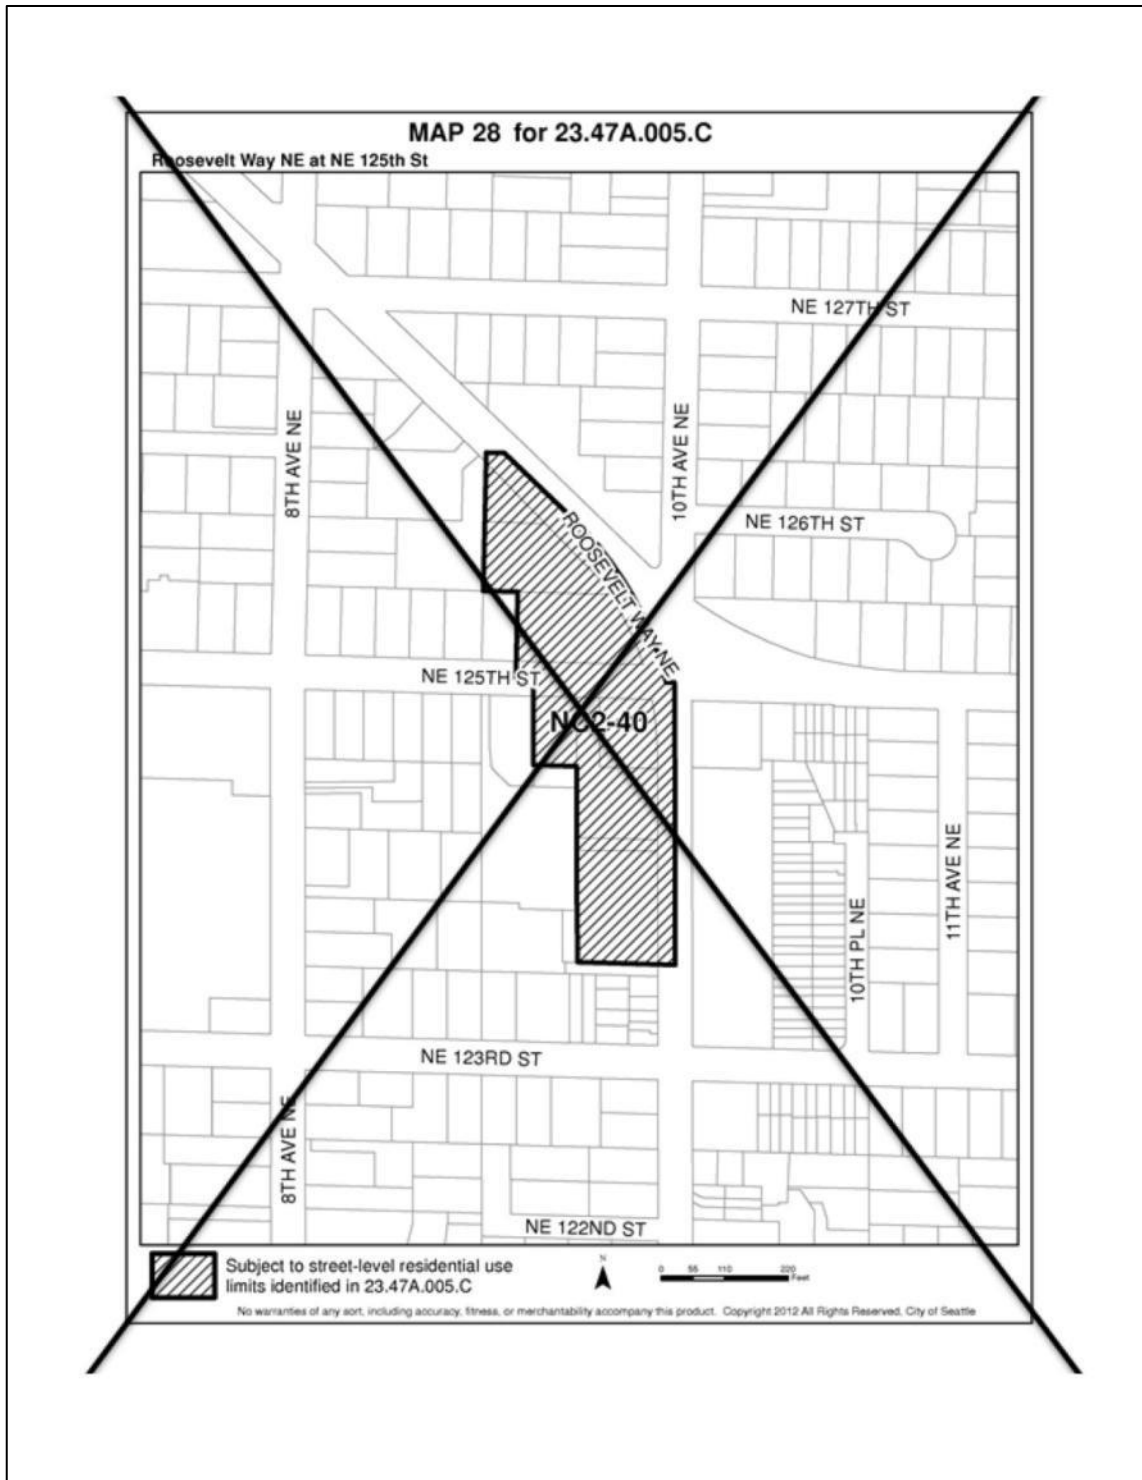 MAP 28 for 23.47A.005.C
Roosevelt Way NE at NE 125th St
NE 127TH ST
8TH AVE NE
10TH AVE NE
NE 126TH ST
ROOSEVELT WAY NE
NE 125TH ST
NC2-40
11TH AVE NE
10TH PL NE
NE 123RD ST
8TH AVE NE
NE 122ND ST
Subject to street-level residential use
limits identified in 23.47A.005.C
N
0 55 110 220
Feet
No warranties of any sort, including accuracy, fitness, or merchantability accompany this product. Copyright 2012 All Rights Reserved, City of Seattle